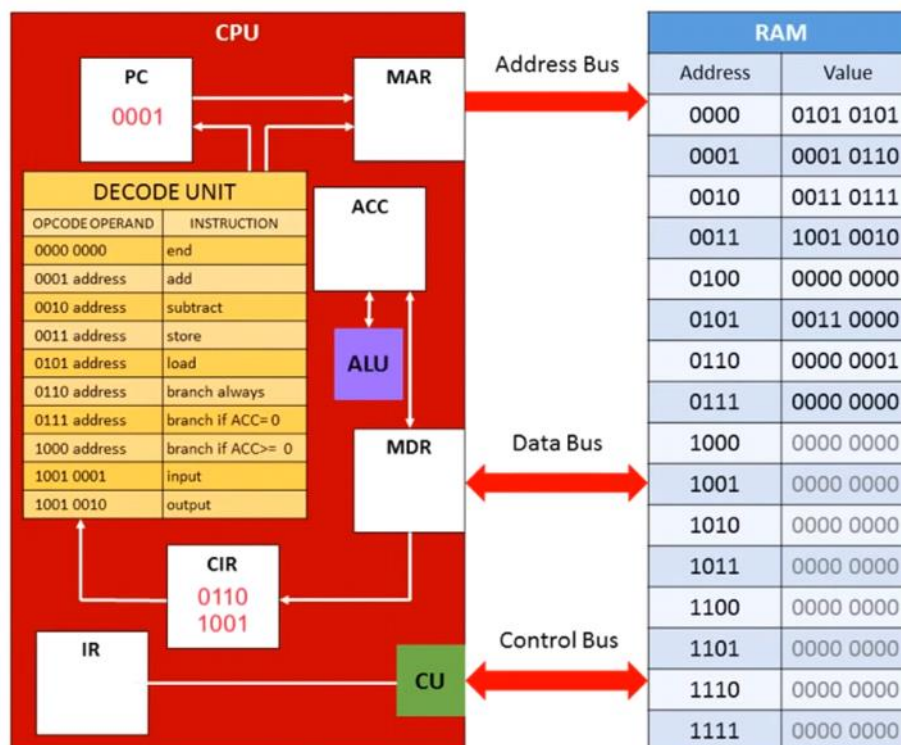 CPU
PC
0001
MAR
DECODE UNIT
OPCODE OPERAND INSTRUCTION
0000 0000 end
0001 address add
0010 address subtract
0011 address store
0101 address load
0110 address branch always
0111 address branch if ACC= 0
1000 address branch if ACC>= 0
1001 0001 input
1001 0010 output
ACC
ALU
MDR
CIR
0110
1001
IR
CU
Address Bus
Data Bus
Control Bus
RAM
Address Value
0000 0101 0101
0001 0001 0110
0010 0011 0111
0011 1001 0010
0100 0000 0000
0101 0011 0000
0110 0000 0001
0111 0000 0000
1000 0000 0000
1001 0000 0000
1010 0000 0000
1011 0000 0000
1100 0000 0000
1101 0000 0000
1110 0000 0000
1111 0000 0000